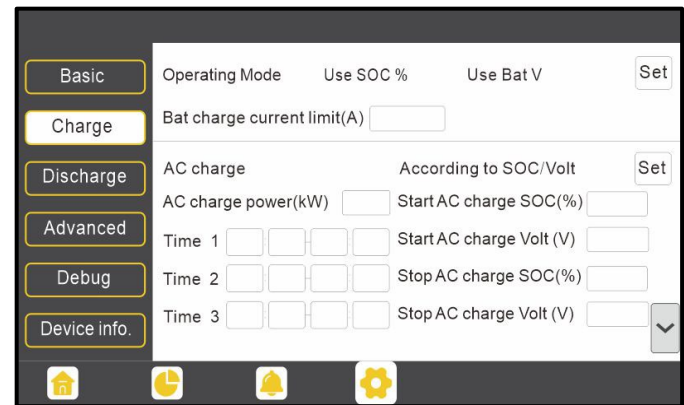 Basic
Charge
Discharge
Advanced
Debug
Device info.
Operating Mode Use SOC % Use Bat V Set
Bat charge current limit(A)
AC charge According to SOC/Volt Set
AC charge power(kW) Start AC charge SOC(%)
Time 1 Start AC charge Volt (V)
Time 2 Stop AC charge SOC(%)
Time 3 Stop AC charge Volt (V)